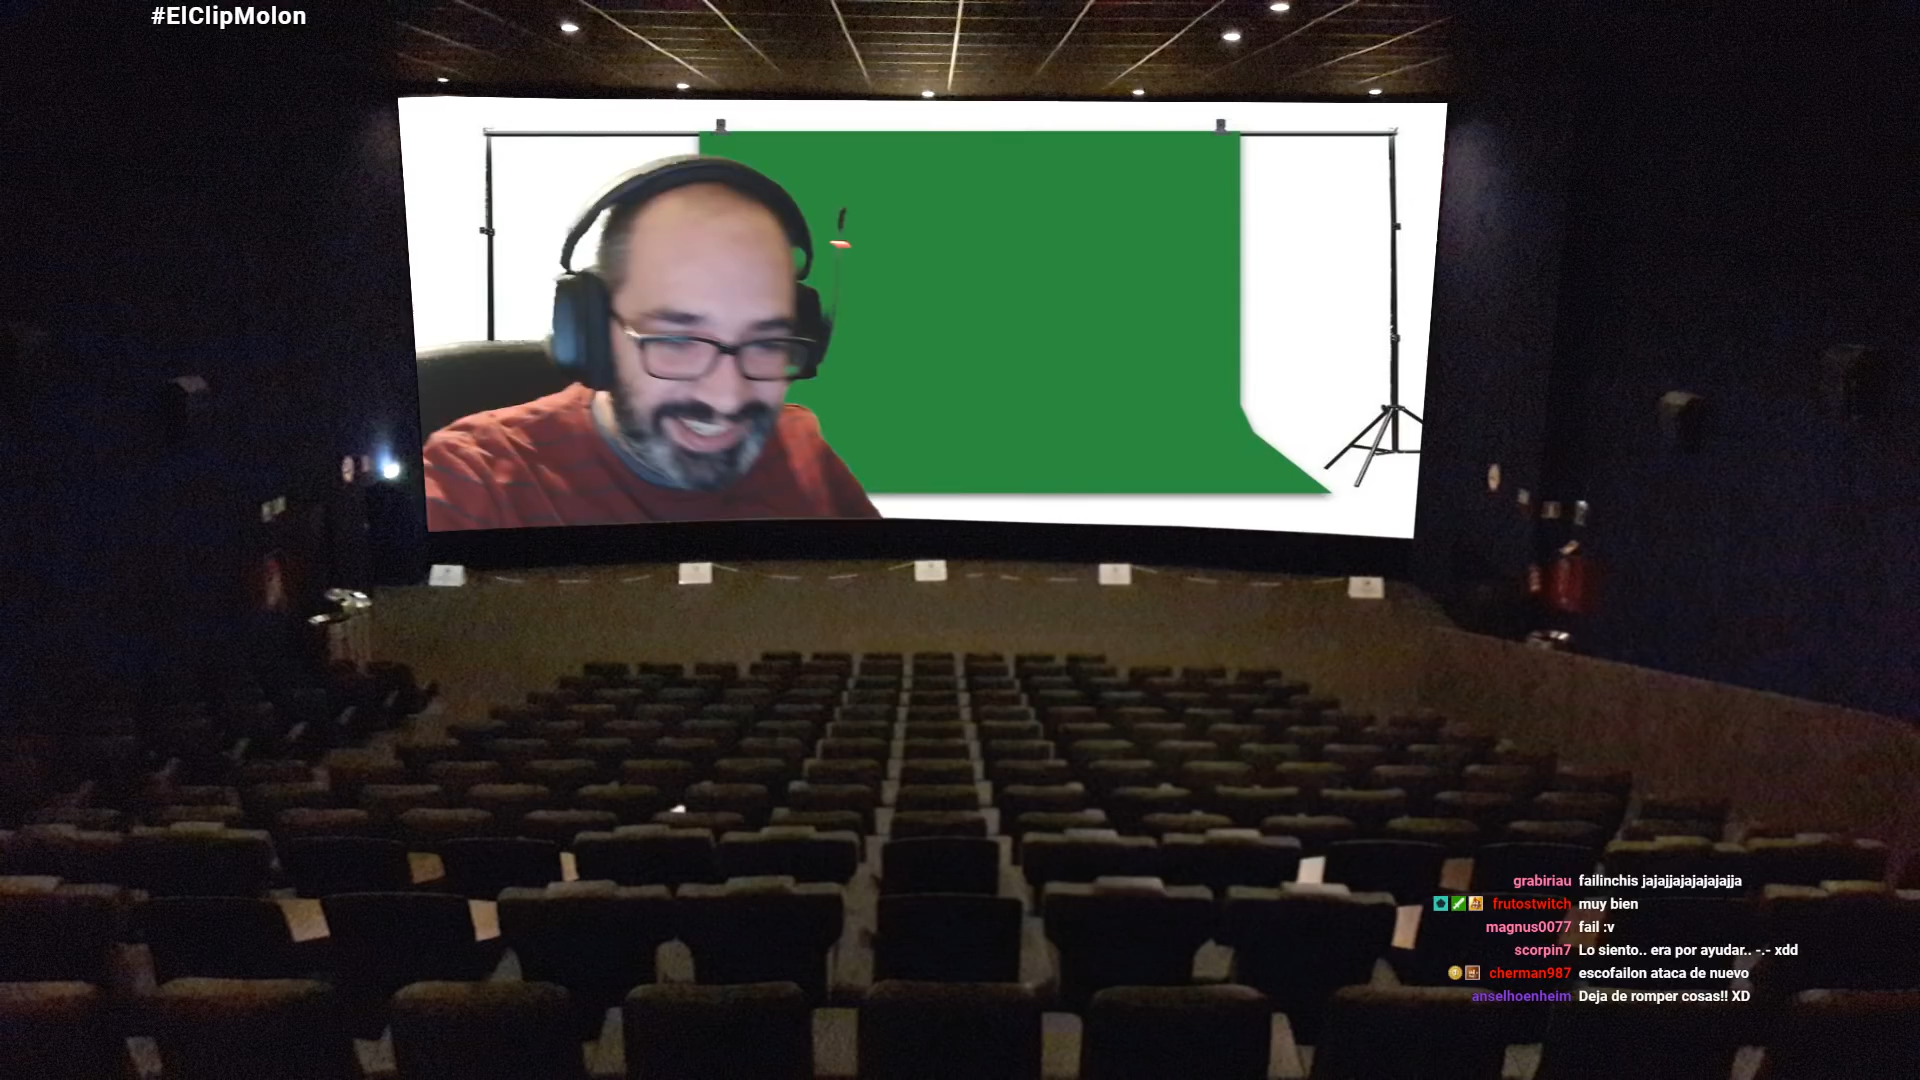 #ElClipMolon
grabiriau failinchis jajajjajajajajajja
frutostwitch muy bien
magnus0077 fail :v
scorpin7 Lo siento.. era por ayudar.. -.- xdd
cherman987 escofailon ataca de nuevo
anselhoenheim Deja de romper cosas!! XD